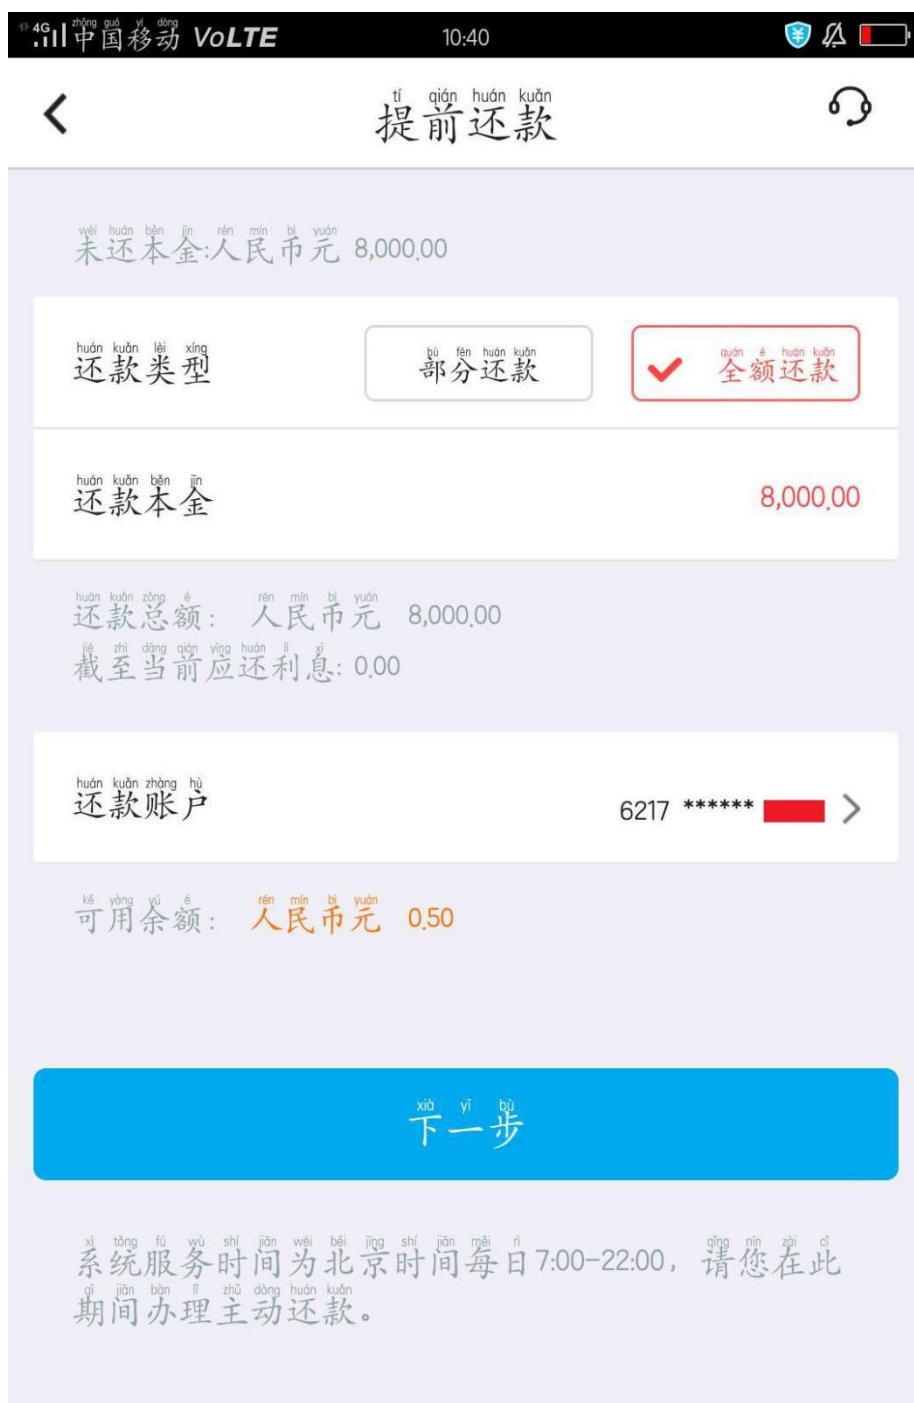 4G 中国移动 VoLTE 10:40
提前还款
未还本金:人民币元 8,000.00
还款类型 部分还款 全额还款
还款本金 8,000.00
还款总额: 人民币元 8,000.00
截至当前应还利息: 0.00
还款账户 6217 ******
可用余额: 人民币元 0.50
下一步
系统服务时间为北京时间每日7:00-22:00, 请您在此
期间办理主动还款。